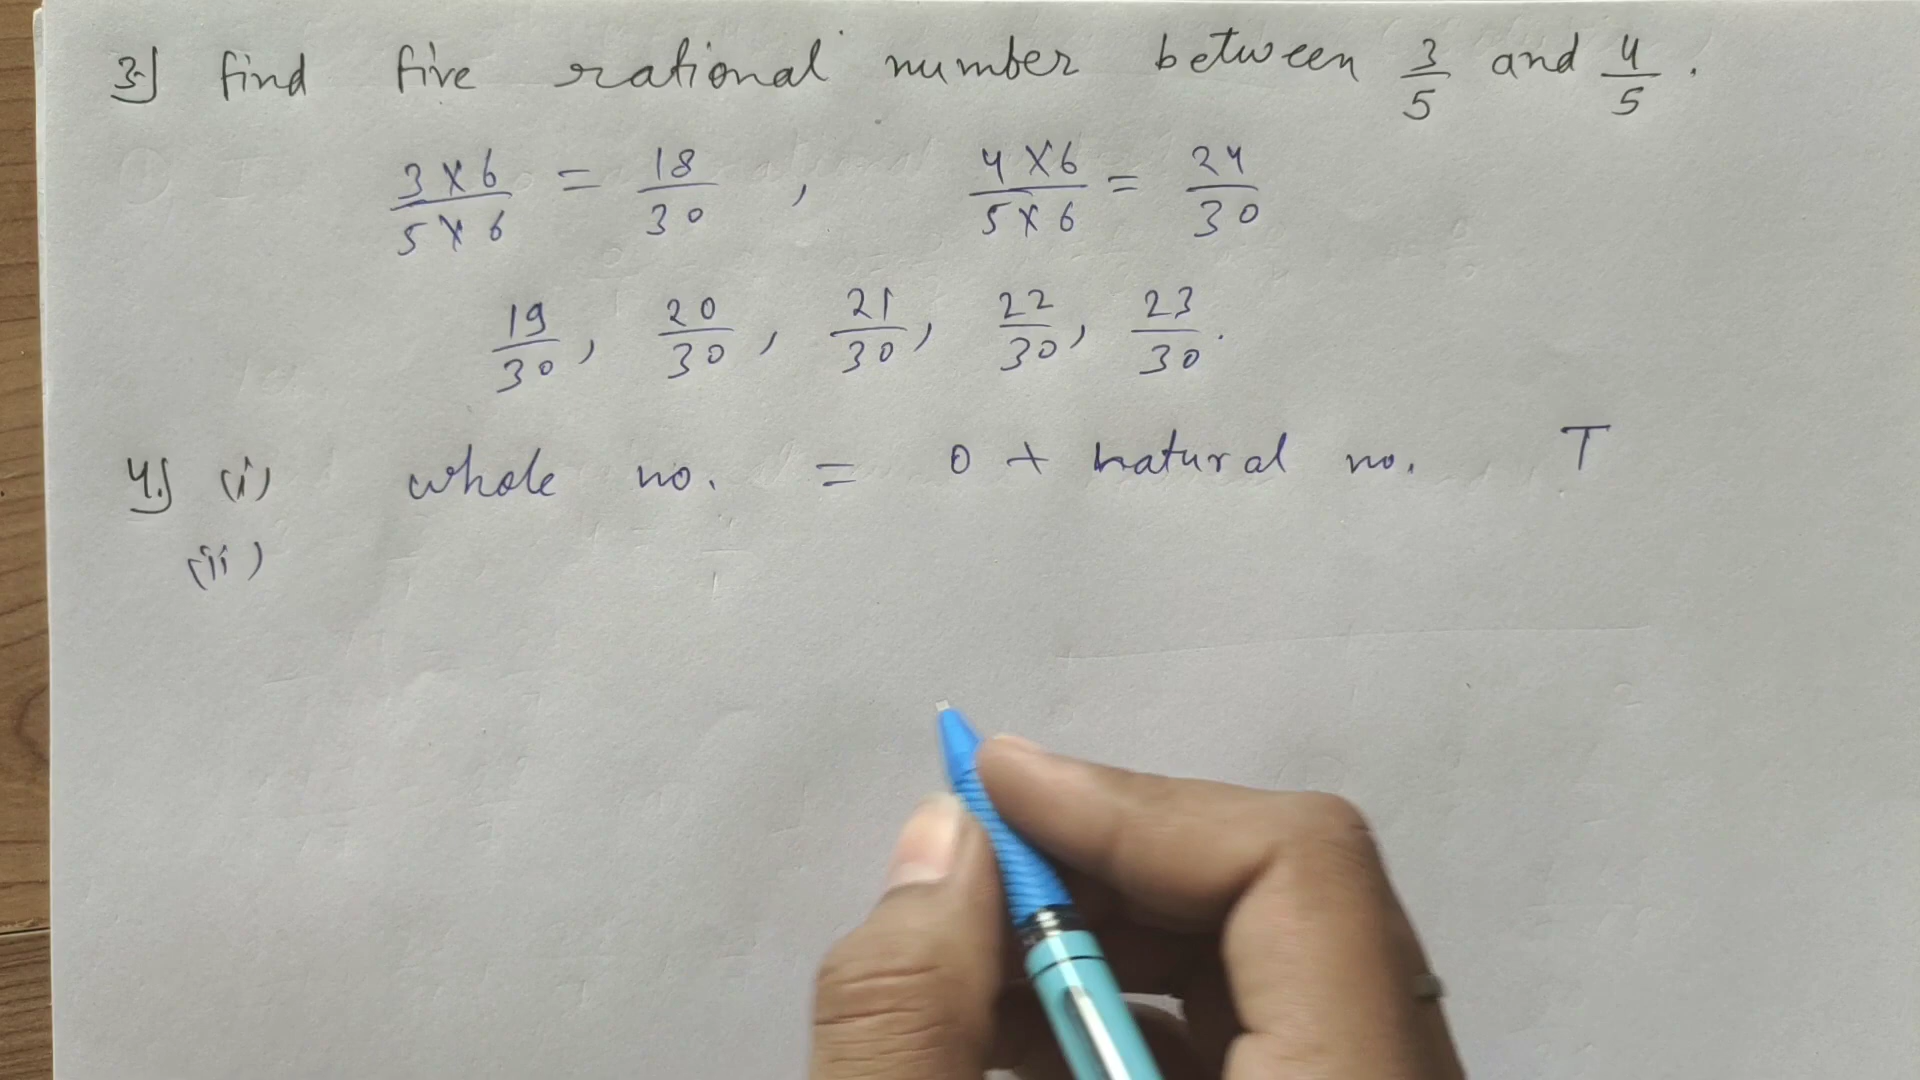 3.) find five rational number between 3/5 and 4/5.
3×6/5×6 = 18/30 , 4×6/5×6 = 24/30
19/30, 20/30, 21/30, 22/30, 23/30.
4.) (i) whole no. = 0 + natural no. T
(ii)